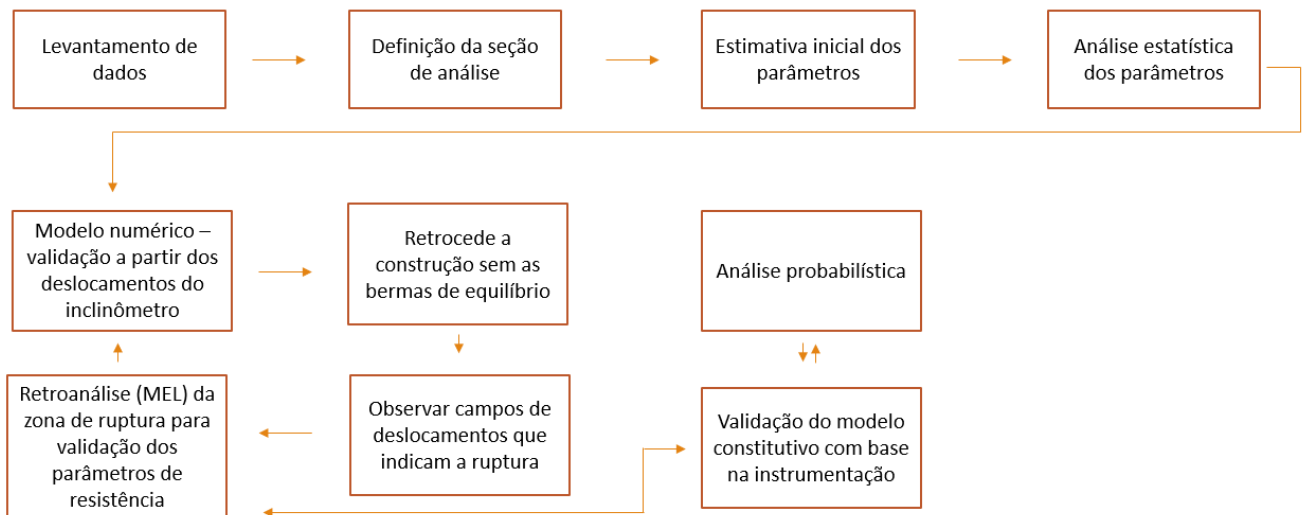 Levantamento de
dados
Definição da seção
de análise
Estimativa inicial dos
parâmetros
Análise estatística
dos parâmetros
Modelo numérico –
validação a partir dos
deslocamentos do
inclinômetro
Retrocede a
construção sem as
bermas de equilíbrio
Análise probabilística
Retroanálise (MEL) da
zona de ruptura para
validação dos
parâmetros de
resistência
Observar campos de
deslocamentos que
indicam a ruptura
Validação do modelo
constitutivo com base
na instrumentação